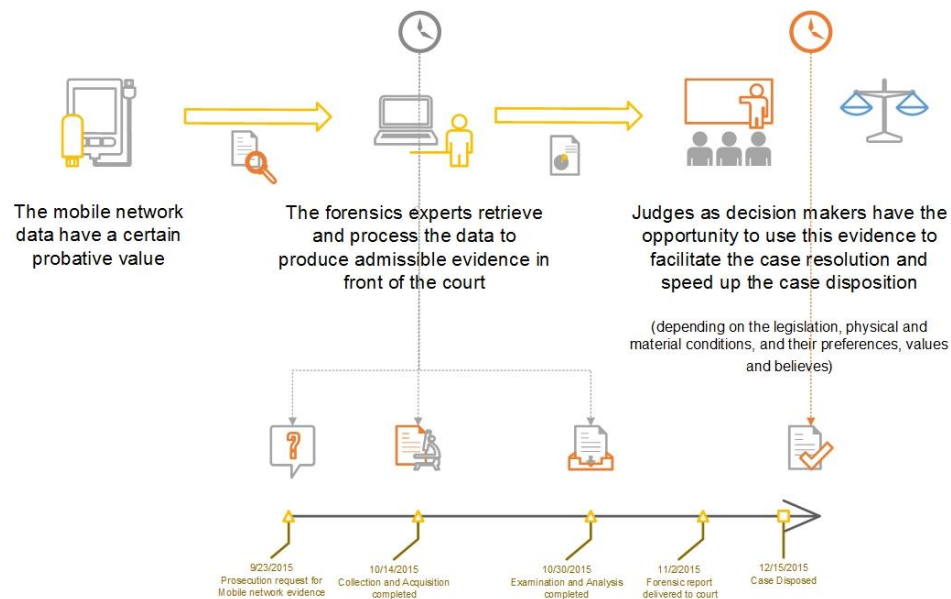 The mobile network
data have a certain
probative value
The forensics experts retrieve
and process the data to
produce admissible evidence in
front of the court
Judges as decision makers have the
opportunity to use this evidence to
facilitate the case resolution and
speed up the case disposition
(depending on the legislation, physical and
material conditions, and their preferences, values
and believes)
?
9/23/2015
Prosecution request for
Mobile network evidence
10/14/2015
Collection and Acquisition
completed
10/30/2015
Examination and Analysis
completed
11/2/2015
Forensic report
delivered to court
12/15/2015
Case Disposed